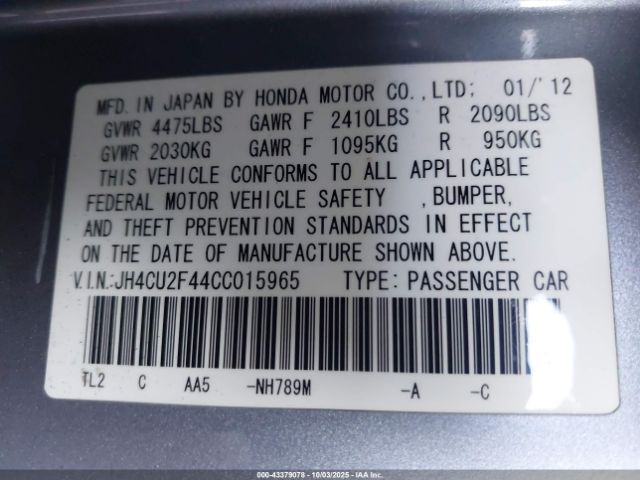 MFD. IN JAPAN BY HONDA MOTOR CO., LTD; 01/'12
GVWR 4475LBS GAWR F 2410LBS R 2090LBS
GVWR 2030KG GAWR F 1095KG R 950KG
THIS VEHICLE CONFORMS TO ALL APPLICABLE
FEDERAL MOTOR VEHICLE SAFETY , BUMPER,
AND THEFT PREVENTION STANDARDS IN EFFECT
ON THE DATE OF MANUFACTURE SHOWN ABOVE.
V.I.N.:JH4CU2F44CC015965 TYPE: PASSENGER CAR
TL2 C AA5 -NH789M -A -C
000-43379078 - 10/03/2025 - IAA, Inc.